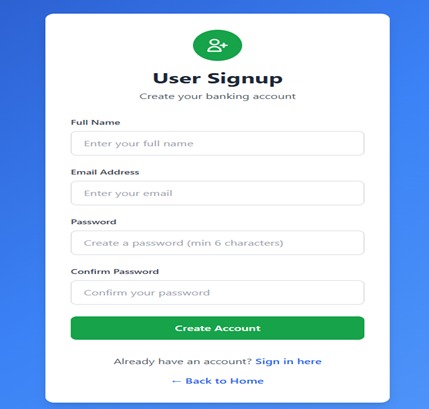 User Signup
Create your banking account
Full Name
Enter your full name
Email Address
Enter your email
Password
Create a password (min 6 characters)
Confirm Password
Confirm your password
Create Account
Already have an account? Sign in here
← Back to Home